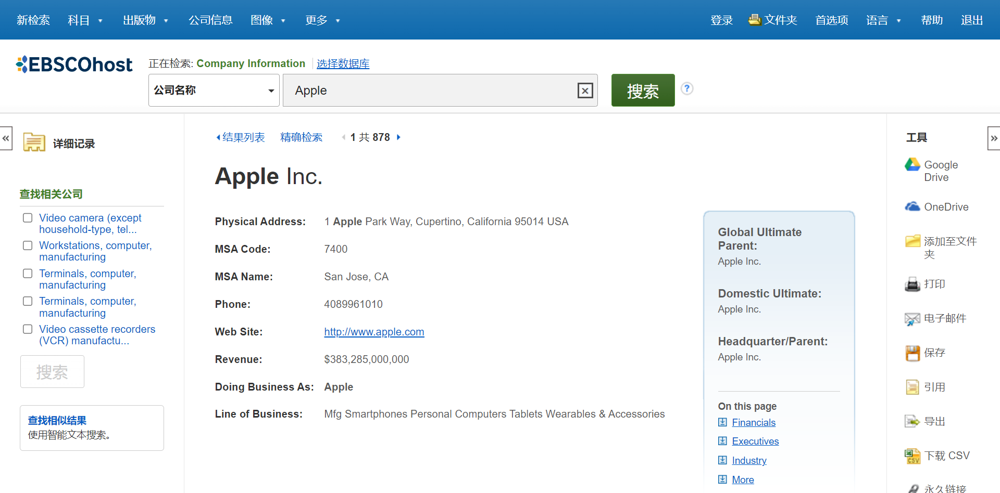 新检索 科目 出版物 公司信息 图像 更多 登录 文件夹 首选项 语言 帮助 退出
EBSCOhost
正在检索: Company Information 选择数据库
公司名称 Apple 搜索 ?
详细记录
查找相关公司
Video camera (except
household-type, tel...
Workstations, computer,
manufacturing
Terminals, computer,
manufacturing
Terminals, computer,
manufacturing
Video cassette recorders
(VCR) manufactu...
搜索
查找相似结果
使用智能文本搜索。
结果列表 精确检索 1 共 878
Apple Inc.
Physical Address: 1 Apple Park Way, Cupertino, California 95014 USA
MSA Code: 7400
MSA Name: San Jose, CA
Phone: 4089961010
Web Site: http://www.apple.com
Revenue: $383,285,000,000
Doing Business As: Apple
Line of Business: Mfg Smartphones Personal Computers Tablets Wearables & Accessories
Global Ultimate
Parent:
Apple Inc.
Domestic Ultimate:
Apple Inc.
Headquarter/Parent:
Apple Inc.
On this page
Financials
Executives
Industry
More
工具
Google
Drive
OneDrive
添加至文件
夹
打印
电子邮件
保存
引用
导出
下载 CSV
永久链接